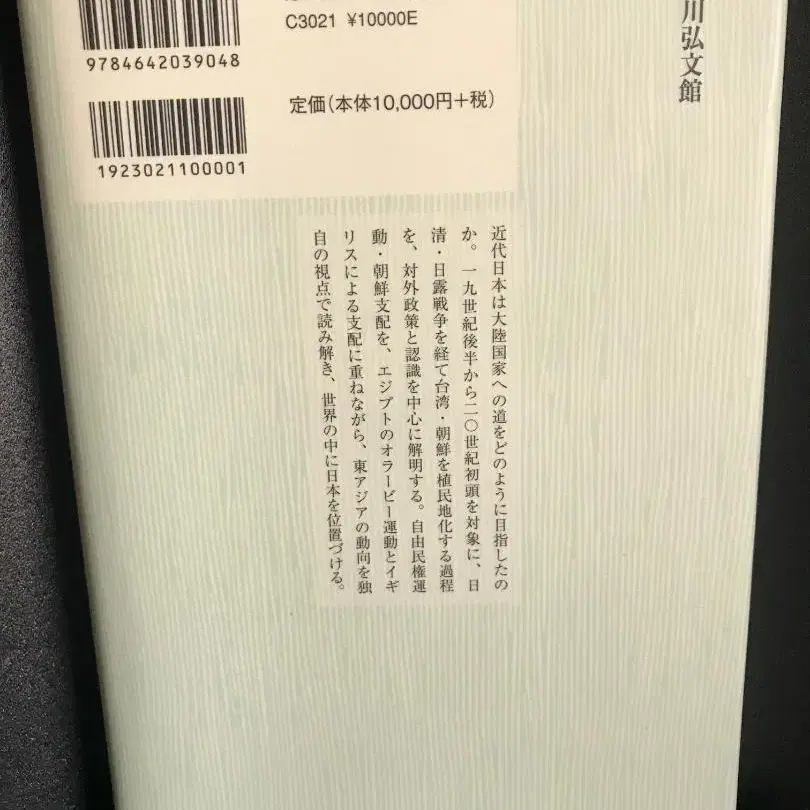 C3021 ¥10000E
9784642039048
定価(本体10,000円+税)
1923021100001
川弘文館
近代日本は大陸国家への道をどのように目指したの
か。一九世紀後半から二〇世紀初頭を対象に、日
清・日露戦争を経て台湾・朝鮮を植民地化する過程
を、対外政策と認識を中心に解明する。自由民権運
動・朝鮮支配を、エジプトのオラービー運動とイギ
リスによる支配に重ねながら、東アジアの動向を独
自の視点で読み解き、世界の中に日本を位置づける。